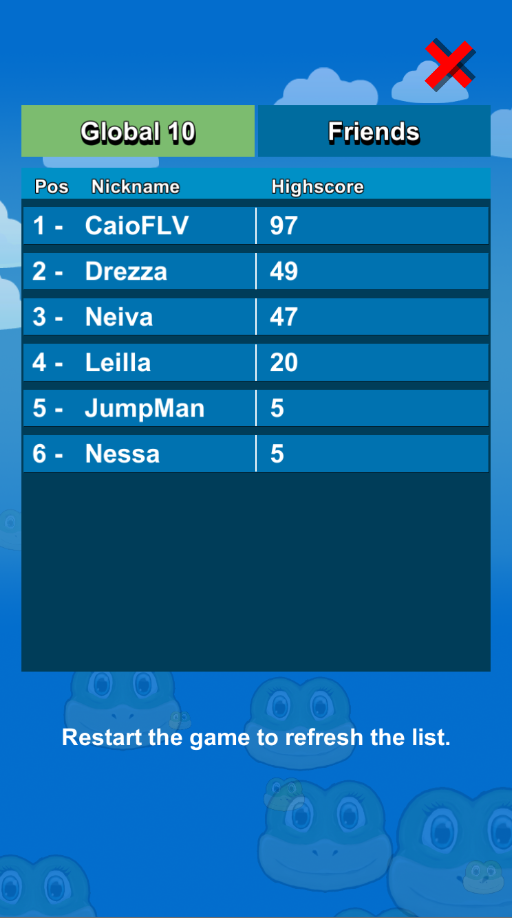 Global 10 Friends
Pos Nickname Highscore
1 - CaioFLV 97
2 - Drezza 49
3 - Neiva 47
4 - Leilla 20
5 - JumpMan 5
6 - Nessa 5
Restart the game to refresh the list.